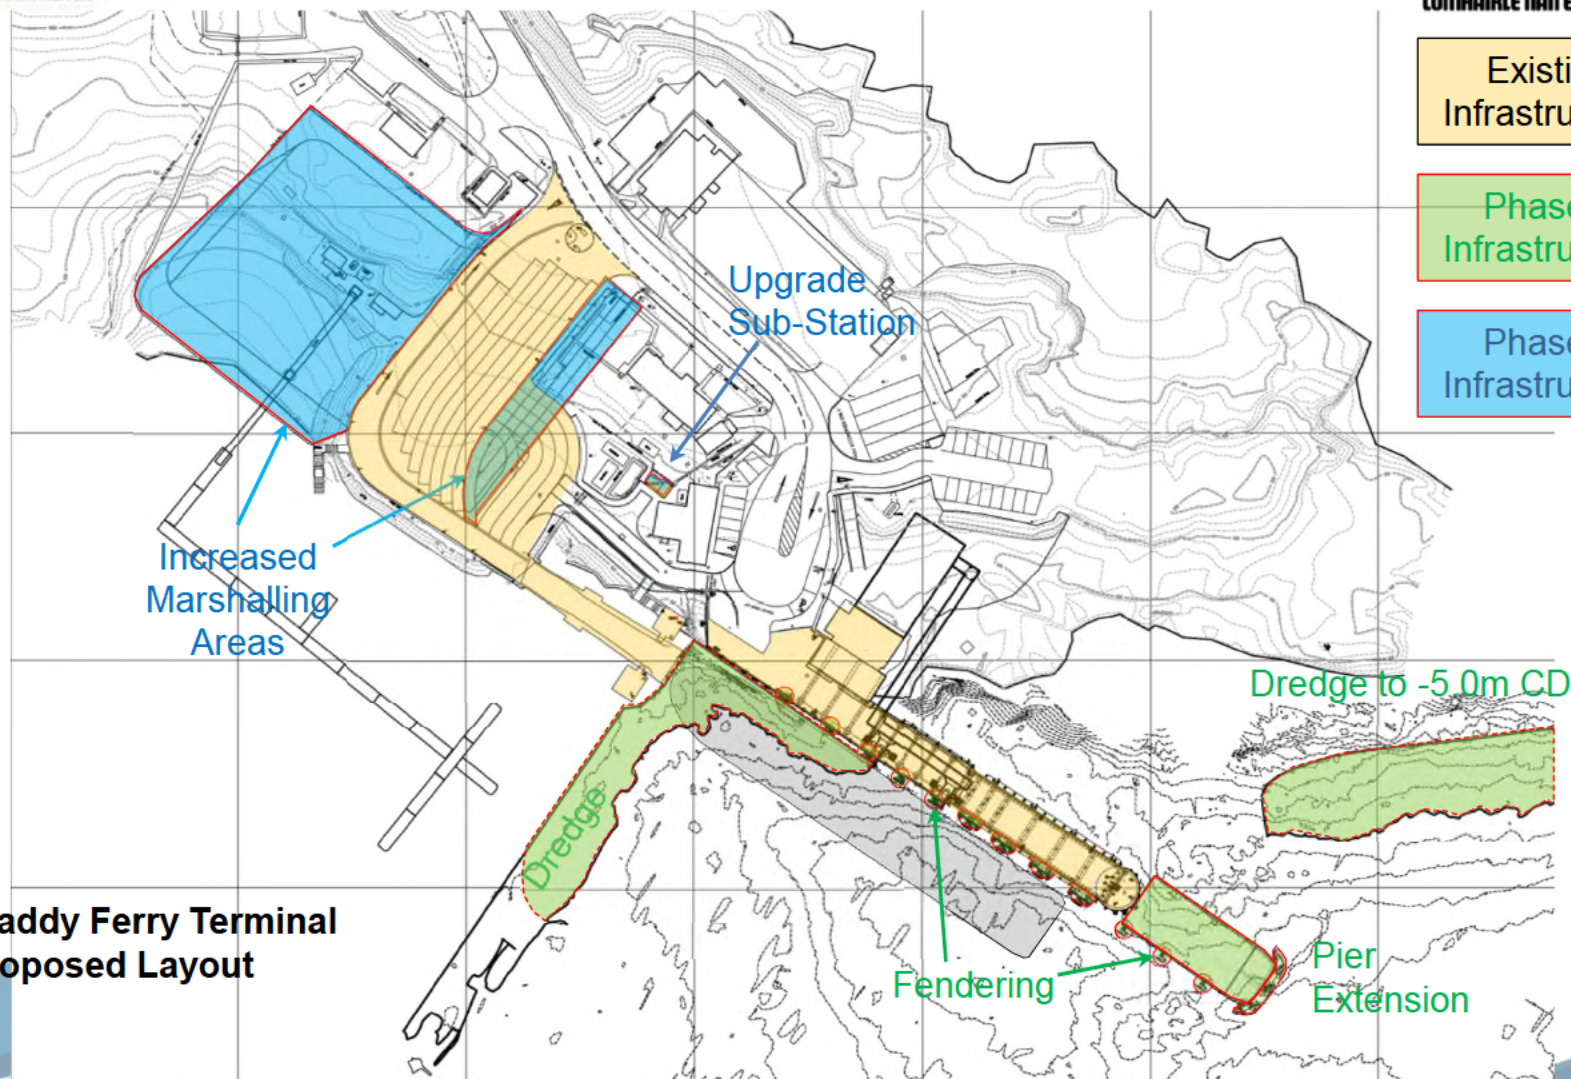 Existi
Infrastru
Phase
Infrastru
Phase
Infrastru
Upgrade
Sub-Station
Increased
Marshalling
Areas
Dredge to -5.0m CD
Dredge
addy Ferry Terminal
oposed Layout
Fendering
Pier
Extension